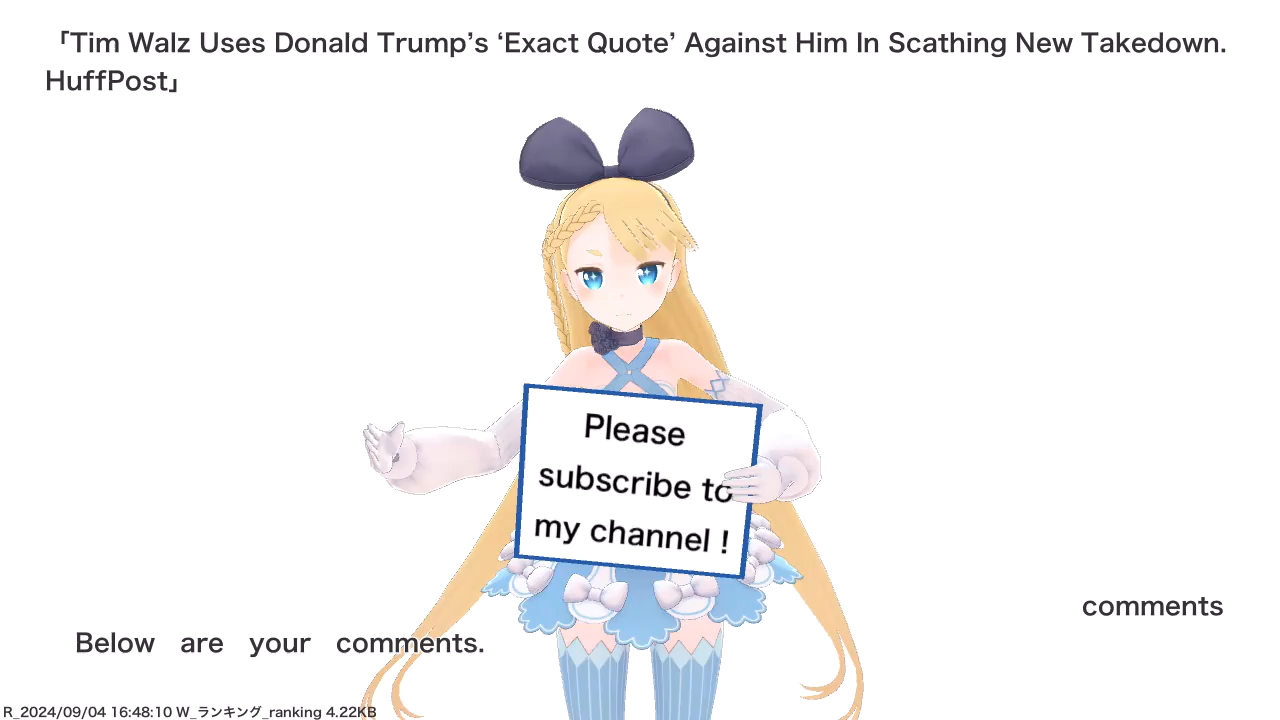 「Tim Walz Uses Donald Trump’s ‘Exact Quote’ Against Him In Scathing New Takedown.
HuffPost」
Please
subscribe to
my channel !
comments
Below are your comments.
R_2024/09/04 16:48:10 W_ランキング_ranking 4.22KB